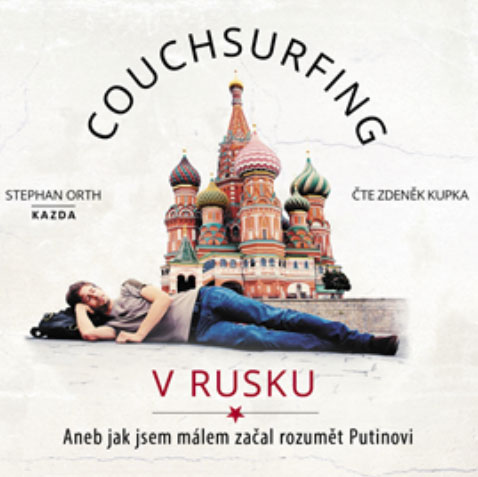 COUCHSURFING
STEPHAN ORTH
KAZDA
ČTE ZDENĚK KUPKA
V RUSKU
Aneb jak jsem málem začal rozumět Putinovi